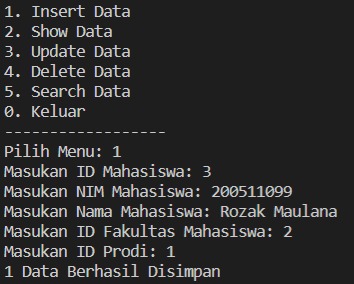 1. Insert Data
2. Show Data
3. Update Data
4. Delete Data
5. Search Data
0. Keluar
------------------
Pilih Menu: 1
Masukan ID Mahasiswa: 3
Masukan NIM Mahasiswa: 200511099
Masukan Nama Mahasiswa: Rozak Maulana
Masukan ID Fakultas Mahasiswa: 2
Masukan ID Prodi: 1
1 Data Berhasil Disimpan